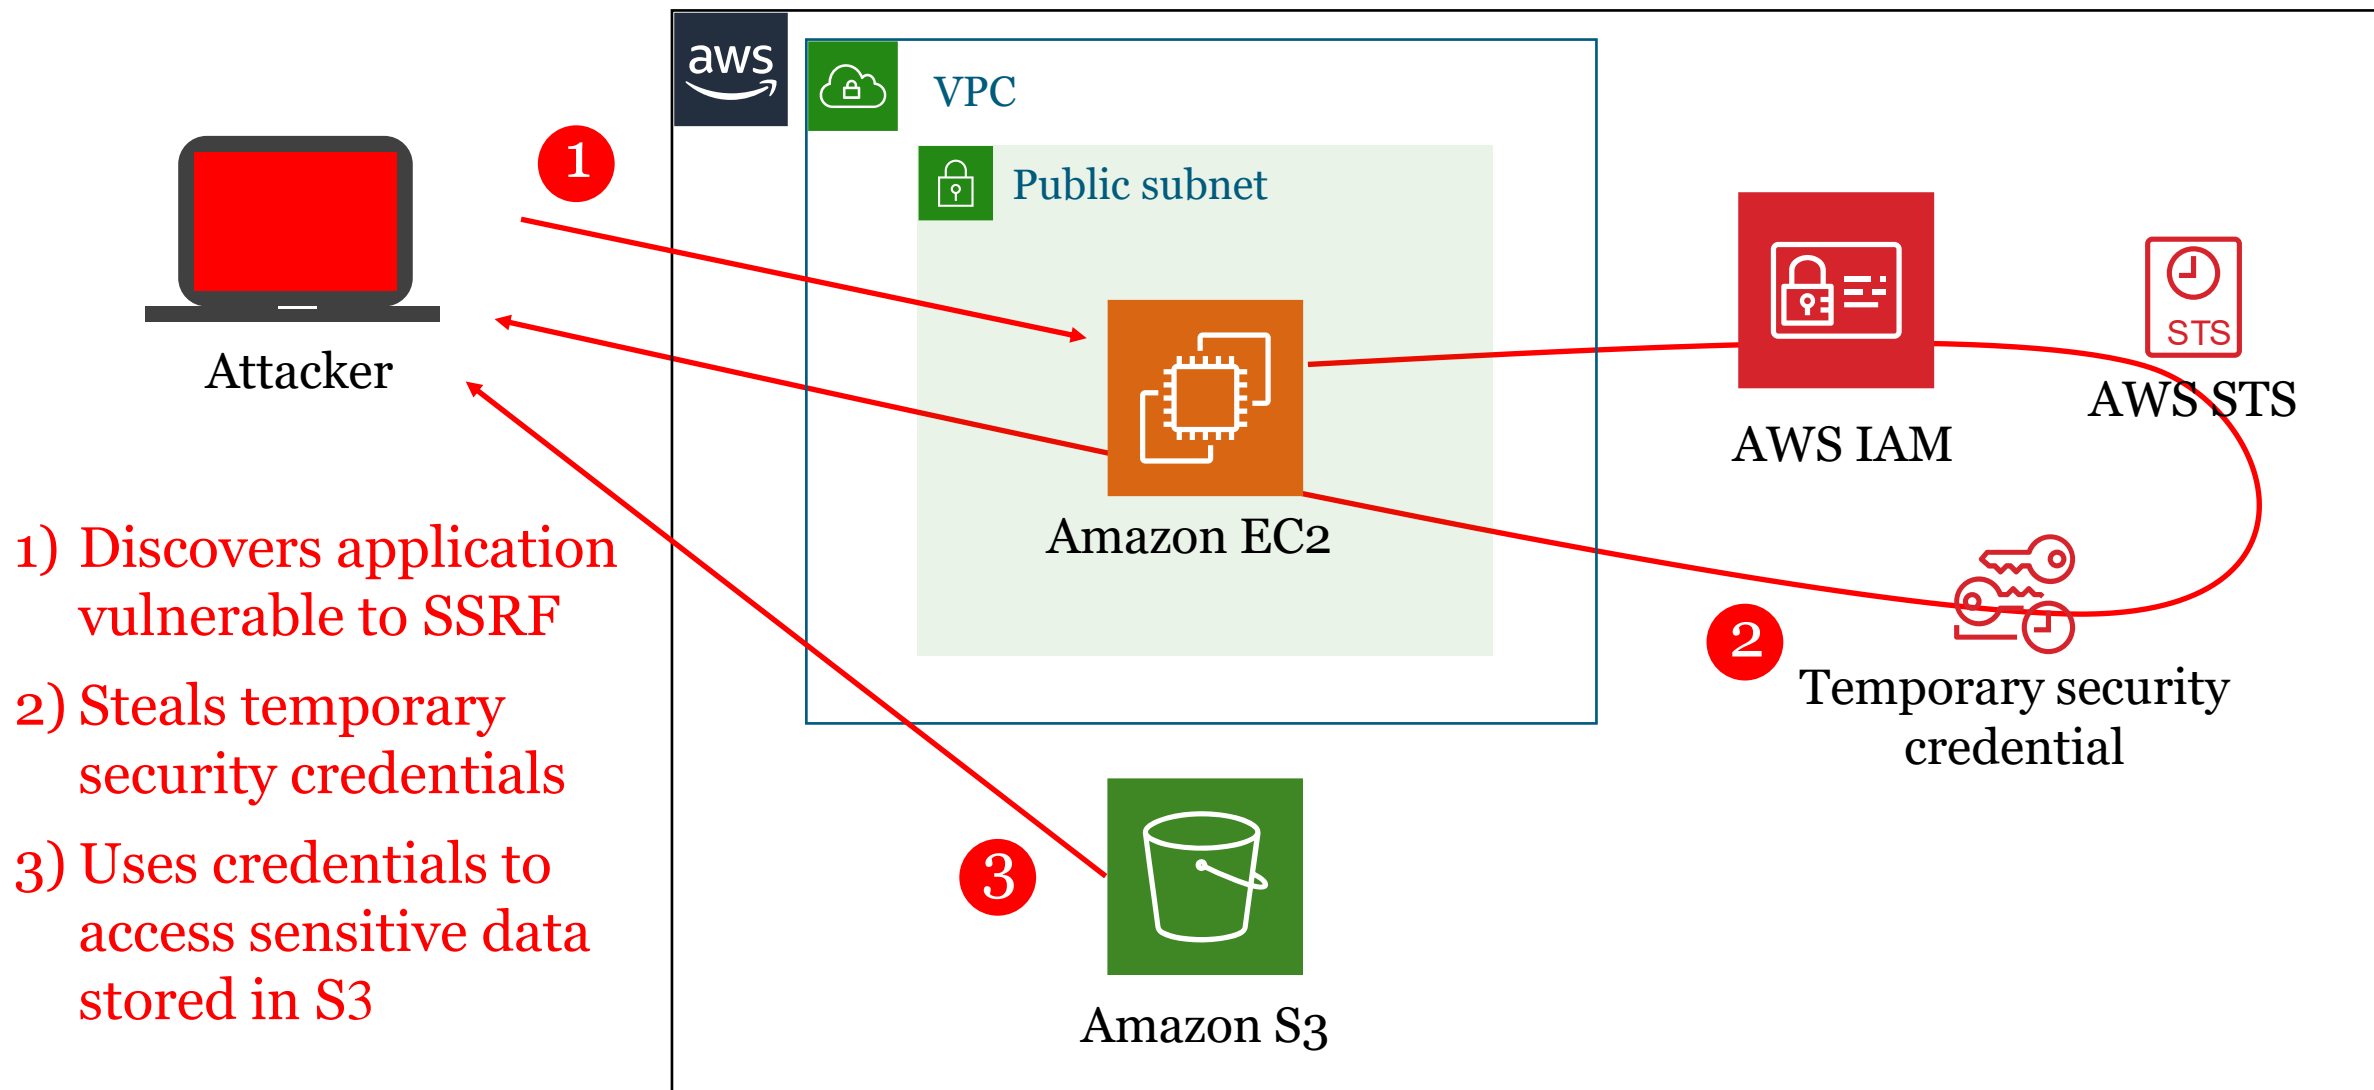 aws
VPC
Public subnet
1
Attacker
STS
AWS STS
AWS IAM
Amazon EC2
1) Discovers application
vulnerable to SSRF
2) Steals temporary
security credentials
3) Uses credentials to
access sensitive data
stored in S3
2
Temporary security
credential
3
Amazon S3